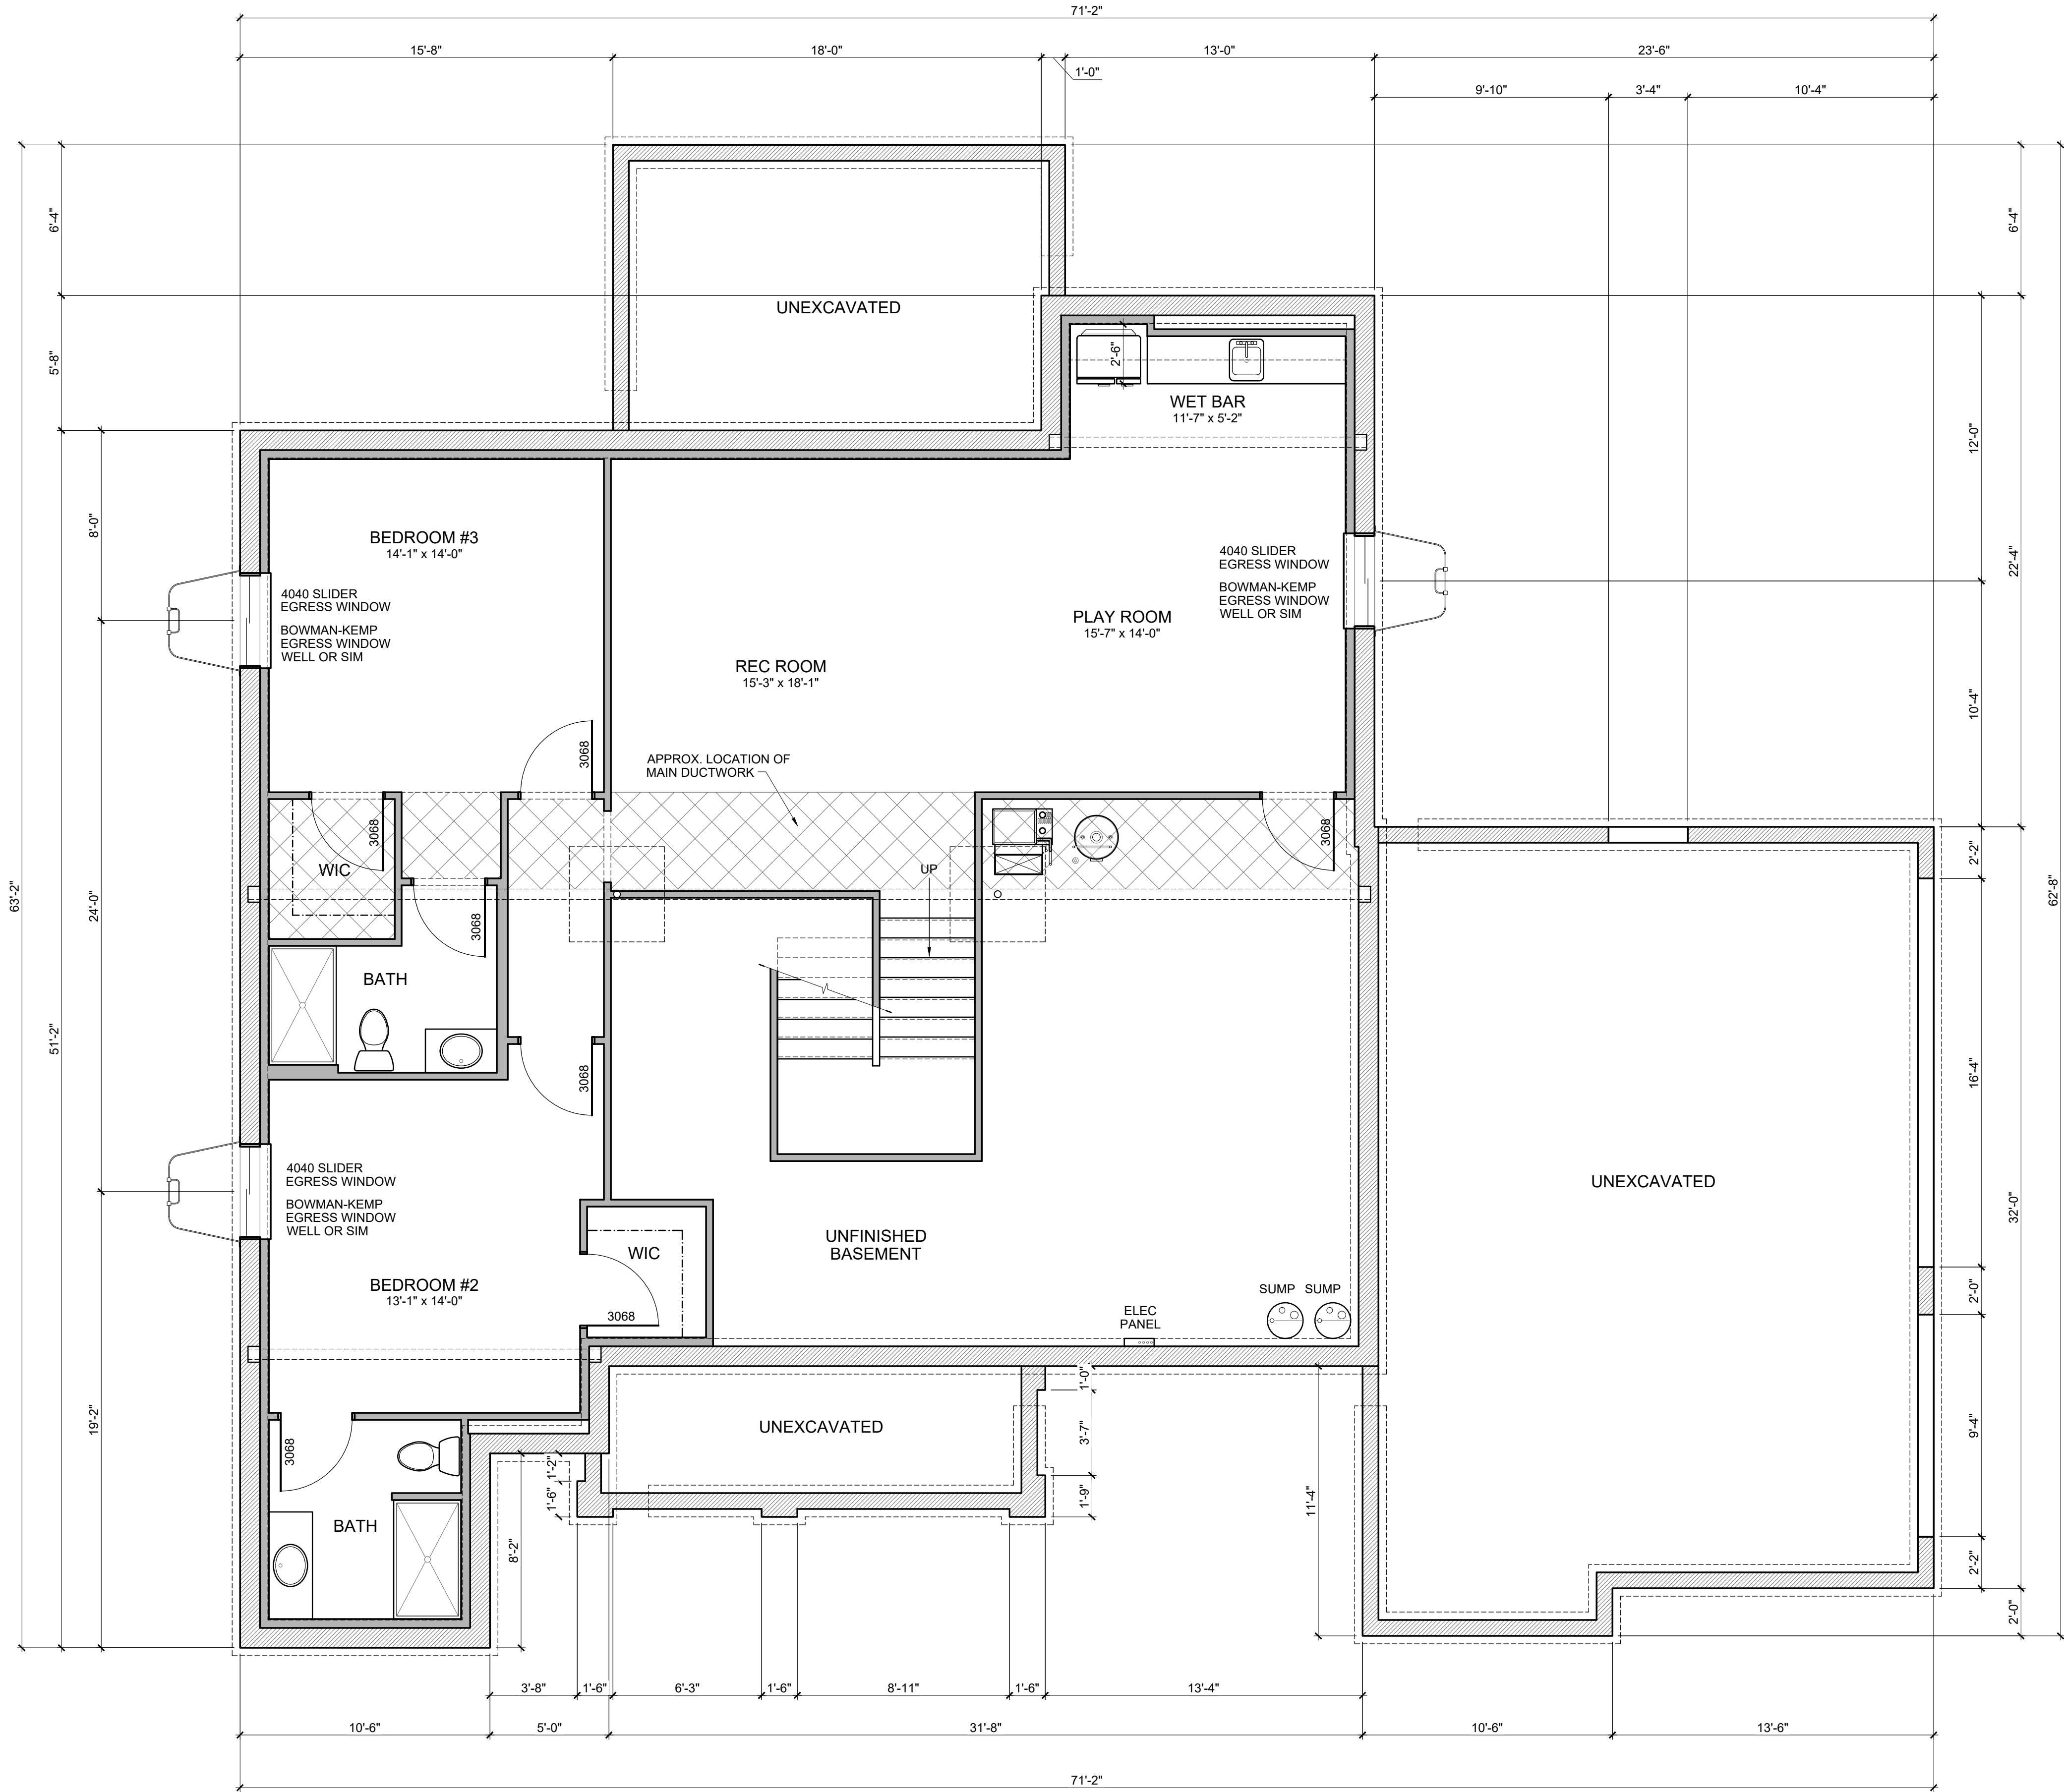 71'-2"
15'-8"
18'-0"
1'-0"
13'-0"
23'-6"
9'-10"
3'-4"
10'-4"
6'-4"
5'-8"
63'-2"
51'-2"
8'-0"
24'-0"
19'-2"
6'-4"
12'-0"
22'-4"
10'-4"
62'-8"
2'-2"
16'-4"
32'-0"
2'-0"
9'-4"
2'-2"
2'-0"
UNEXCAVATED
2'-6"
WET BAR
11'-7" x 5'-2"
BEDROOM #3
14'-1" x 14'-0"
4040 SLIDER
EGRESS WINDOW
BOWMAN-KEMP
EGRESS WINDOW
WELL OR SIM
4040 SLIDER
EGRESS WINDOW
BOWMAN-KEMP
EGRESS WINDOW
WELL OR SIM
PLAY ROOM
15'-7" x 14'-0"
REC ROOM
15'-3" x 18'-1"
APPROX. LOCATION OF
MAIN DUCTWORK
3068
3068
3068
3068
WIC
UP
BATH
3068
4040 SLIDER
EGRESS WINDOW
BOWMAN-KEMP
EGRESS WINDOW
WELL OR SIM
BEDROOM #2
13'-1" x 14'-0"
WIC
3068
UNFINISHED
BASEMENT
SUMP SUMP
ELEC
PANEL
UNEXCAVATED
UNEXCAVATED
3068
BATH
1'-2"
1'-6"
8'-2"
1'-0"
3'-7"
1'-9"
11'-4"
3'-8"
1'-6"
6'-3"
1'-6"
8'-11"
1'-6"
13'-4"
10'-6"
5'-0"
31'-8"
10'-6"
13'-6"
71'-2"